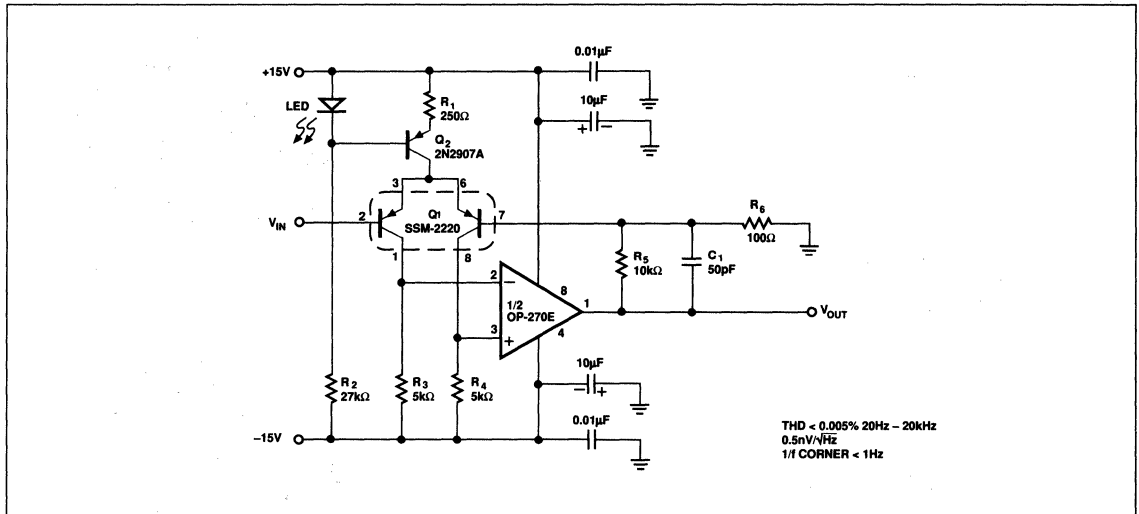 0.01µF
+15V
LED
R1
250Ω
10µF
+ –
Q2
2N2907A
3 6
2 7
VIN
Q1
SSM-2220
1 8
R6
100Ω
R5
10kΩ
C1
50pF
2 –
8
1/2
OP-270E
1
VOUT
3 +
4
R2
27kΩ
R3
5kΩ
R4
5kΩ
10µF
– +
–15V
0.01µF
THD < 0.005% 20Hz – 20kHz
0.5nV/√Hz
1/f CORNER < 1Hz